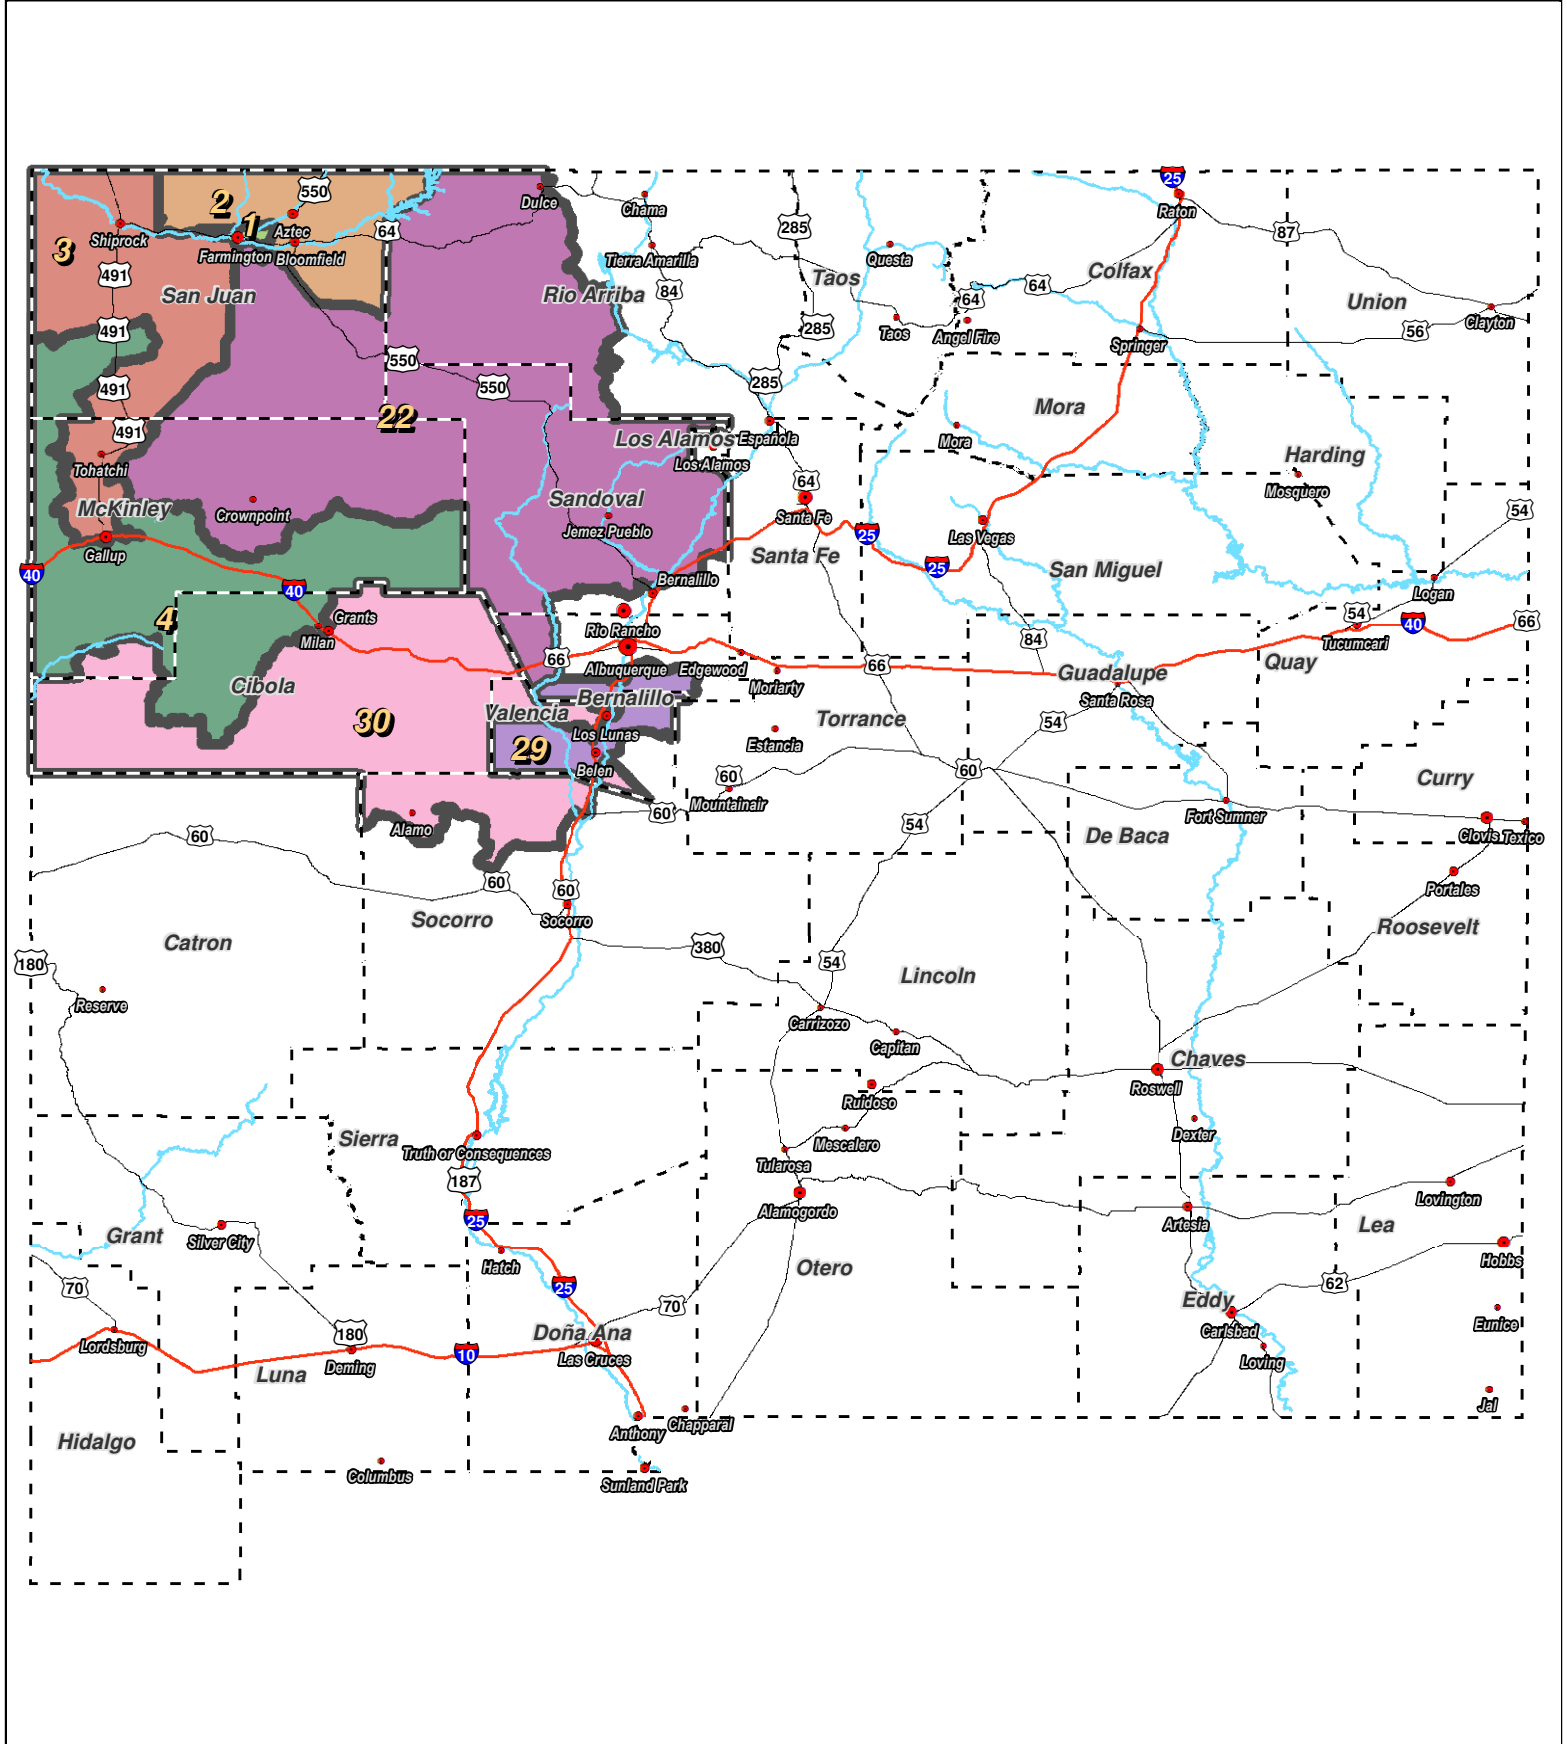 25
550
2
1
Dulce
Chama
Raton
Aztec
285
87
64
3
Shiprock
Farmington
Bloomfield
Tierra Amarilla
Questa
491
San Juan
Rio Arriba
84
Taos
Colfax
64
64
Union
491
285
Taos
Angel Fire
56
Clayton
Springer
550
550
285
491
22
Mora
491
Los Alamos
Española
Mora
Los Alamos
Harding
Tohatchi
64
Mosquero
McKinley
Crownpoint
Sandoval
Santa Fe
54
Jemez Pueblo
25
Las Vegas
Gallup
Santa Fe
25
San Miguel
40
40
Bernalillo
Logan
4
Grants
Rio Rancho
54
40
66
Milan
84
Tucumcari
66
Albuquerque
Edgewood
66
Guadalupe
Quay
Cibola
Moriarty
Santa Rosa
Bernalillo
30
Valencia
Torrance
54
Los Lunas
29
Estancia
Belen
60
60
Curry
Mountainair
60
Alamo
54
Fort Sumner
Clovis
Texico
60
De Baca
60
60
Portales
Socorro
Socorro
Roosevelt
Catron
380
180
54
Lincoln
Reserve
Carrizozo
Capitan
Chaves
Roswell
Ruidoso
Dexter
Sierra
Truth or Consequences
Mescalero
Tularosa
187
Lovington
Alamogordo
25
Artesia
Lea
Grant
Silver City
Hatch
Otero
Hobbs
70
25
62
70
Eddy
180
Doña Ana
Carlsbad
Eunice
Lordsburg
10
Las Cruces
Loving
Luna
Deming
Jal
Anthony
Chapparal
Hidalgo
Columbus
Sunland Park